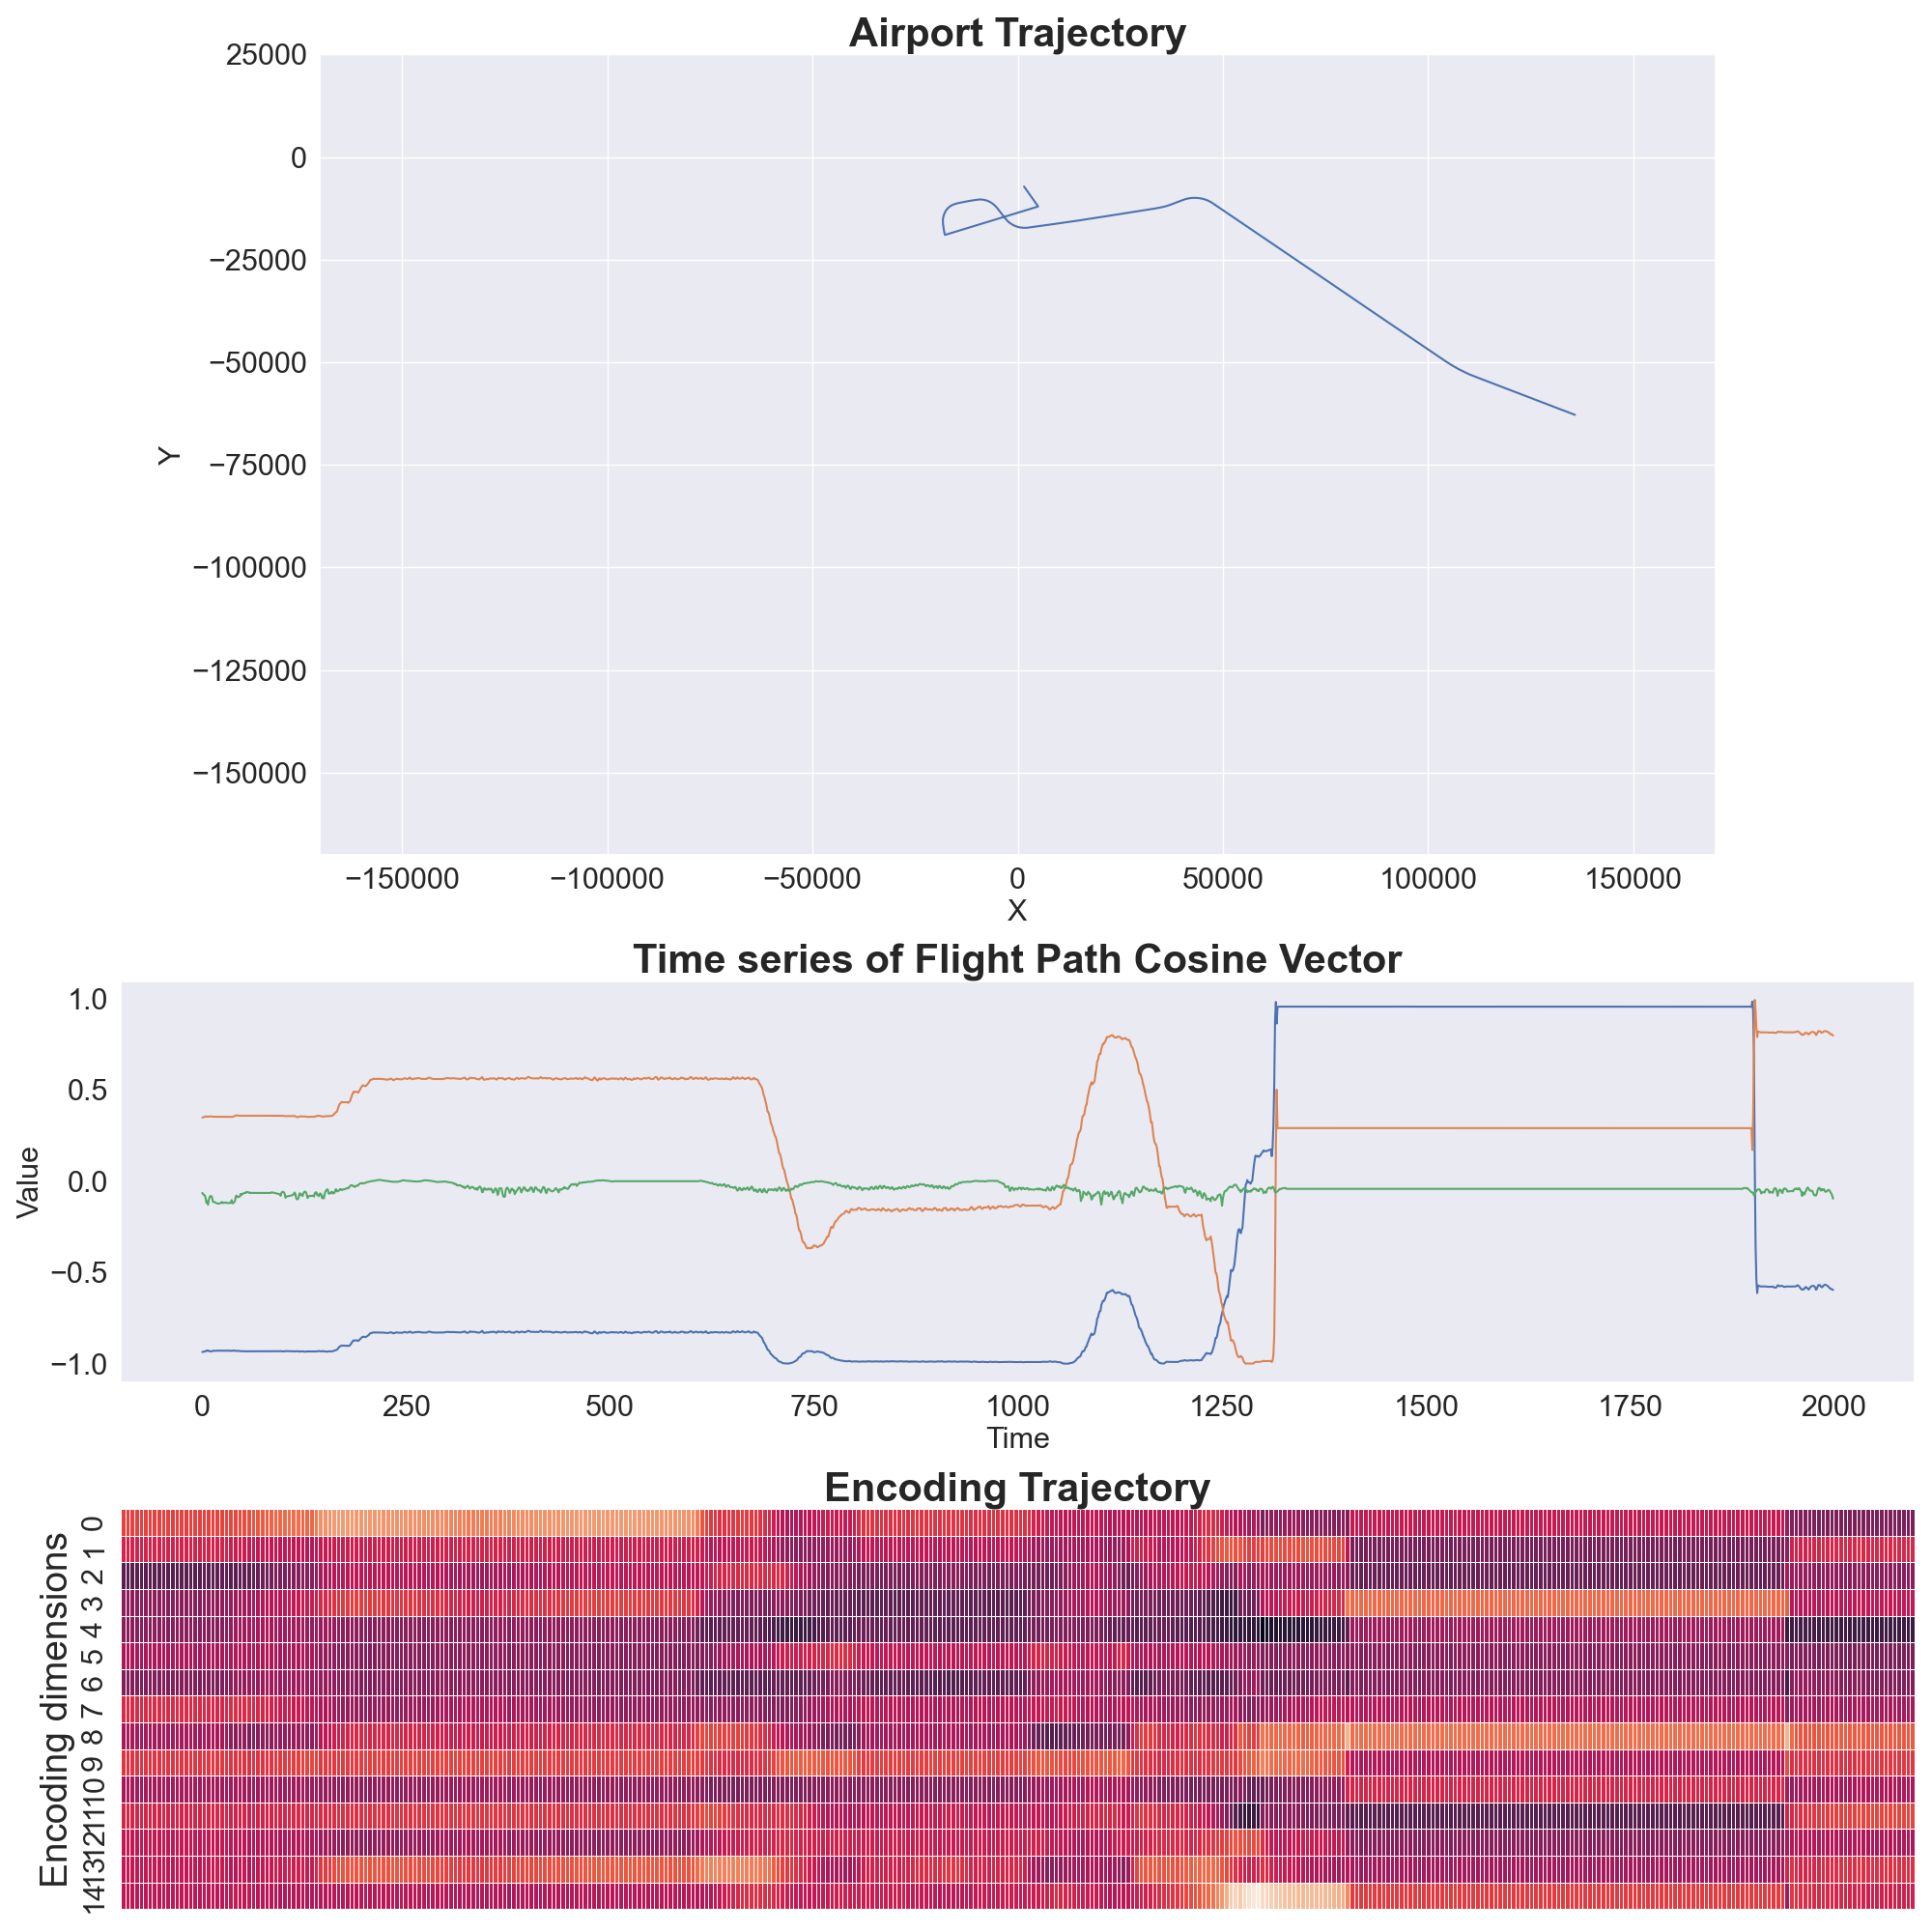 Airport Trajectory
25000
0
−25000
−50000
−75000
−100000
−125000
−150000
Y
−150000 −100000 −50000 0 50000 100000 150000
X
Time series of Flight Path Cosine Vector
1.0
0.5
0.0
−0.5
−1.0
Value
0 250 500 750 1000 1250 1500 1750 2000
Time
Encoding Trajectory
Encoding dimensions
0
1
2
3
4
5
6
7
8
9
10
11
12
13
14